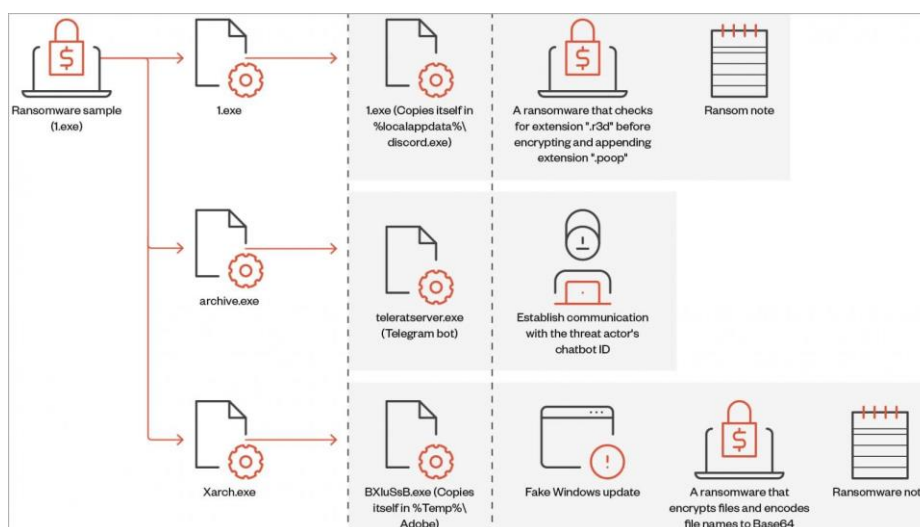 Ransomware sample
(1.exe)
1.exe
1.exe (Copies itself in
%localappdata%\
discord.exe)
A ransomware that checks
for extension ".r3d" before
encrypting and appending
extension ".poop"
Ransom note
archive.exe
teleratserver.exe
(Telegram bot)
Establish communication
with the threat actor's
chatbot ID
Xarch.exe
BXIuSsB.exe (Copies
itself in %Temp%\
Adobe)
Fake Windows update
A ransomware that
encrypts files and encodes
file names to Base64
Ransomware not